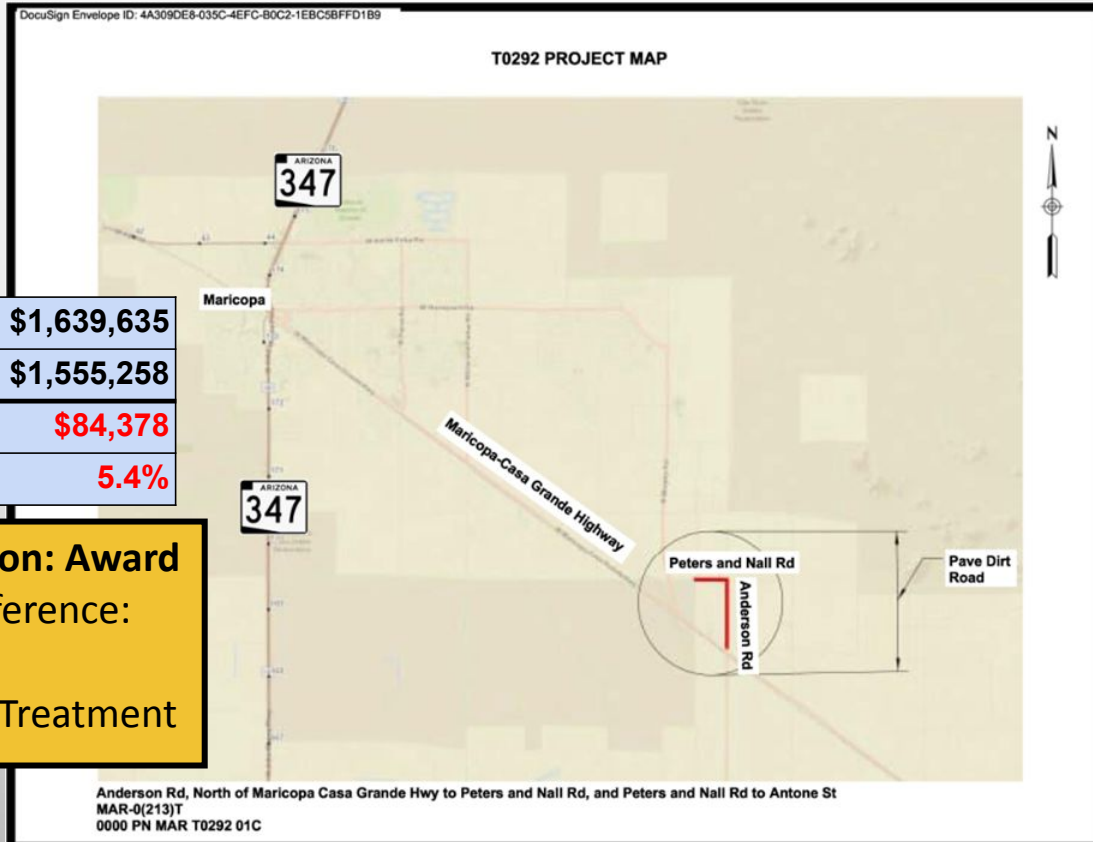 DocuSign Envelope ID: 4A309DE8-035C-4EFC-B0C2-1EBC5BFFD1B9
T0292 PROJECT MAP
N
ARIZONA
347
Maricopa
$1,639,635
$1,555,258
$84,378
5.4%
ARIZONA
347
Maricopa-Casa Grande Highway
on: Award
ference:
Treatment
Peters and Nall Rd
Anderson Rd
Pave Dirt
Road
Anderson Rd, North of Maricopa Casa Grande Hwy to Peters and Nall Rd, and Peters and Nall Rd to Antone St
MAR-0(213)T
0000 PN MAR T0292 01C